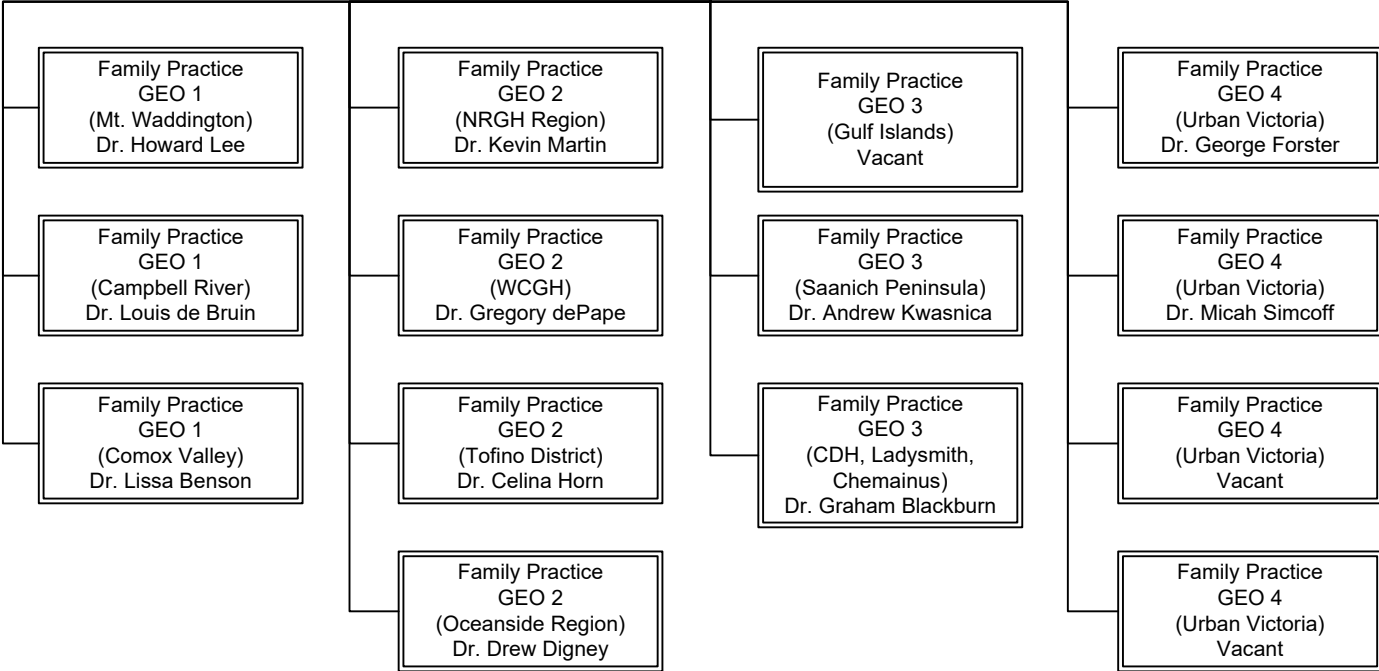 Family Practice
GEO 1
(Mt. Waddington)
Dr. Howard Lee
Family Practice
GEO 1
(Campbell River)
Dr. Louis de Bruin
Family Practice
GEO 1
(Comox Valley)
Dr. Lissa Benson
Family Practice
GEO 2
(NRGH Region)
Dr. Kevin Martin
Family Practice
GEO 2
(WCGH)
Dr. Gregory dePape
Family Practice
GEO 2
(Tofino District)
Dr. Celina Horn
Family Practice
GEO 2
(Oceanside Region)
Dr. Drew Digney
Family Practice
GEO 3
(Gulf Islands)
Vacant
Family Practice
GEO 3
(Saanich Peninsula)
Dr. Andrew Kwasnica
Family Practice
GEO 3
(CDH, Ladysmith,
Chemainus)
Dr. Graham Blackburn
Family Practice
GEO 4
(Urban Victoria)
Dr. George Forster
Family Practice
GEO 4
(Urban Victoria)
Dr. Micah Simcoff
Family Practice
GEO 4
(Urban Victoria)
Vacant
Family Practice
GEO 4
(Urban Victoria)
Vacant